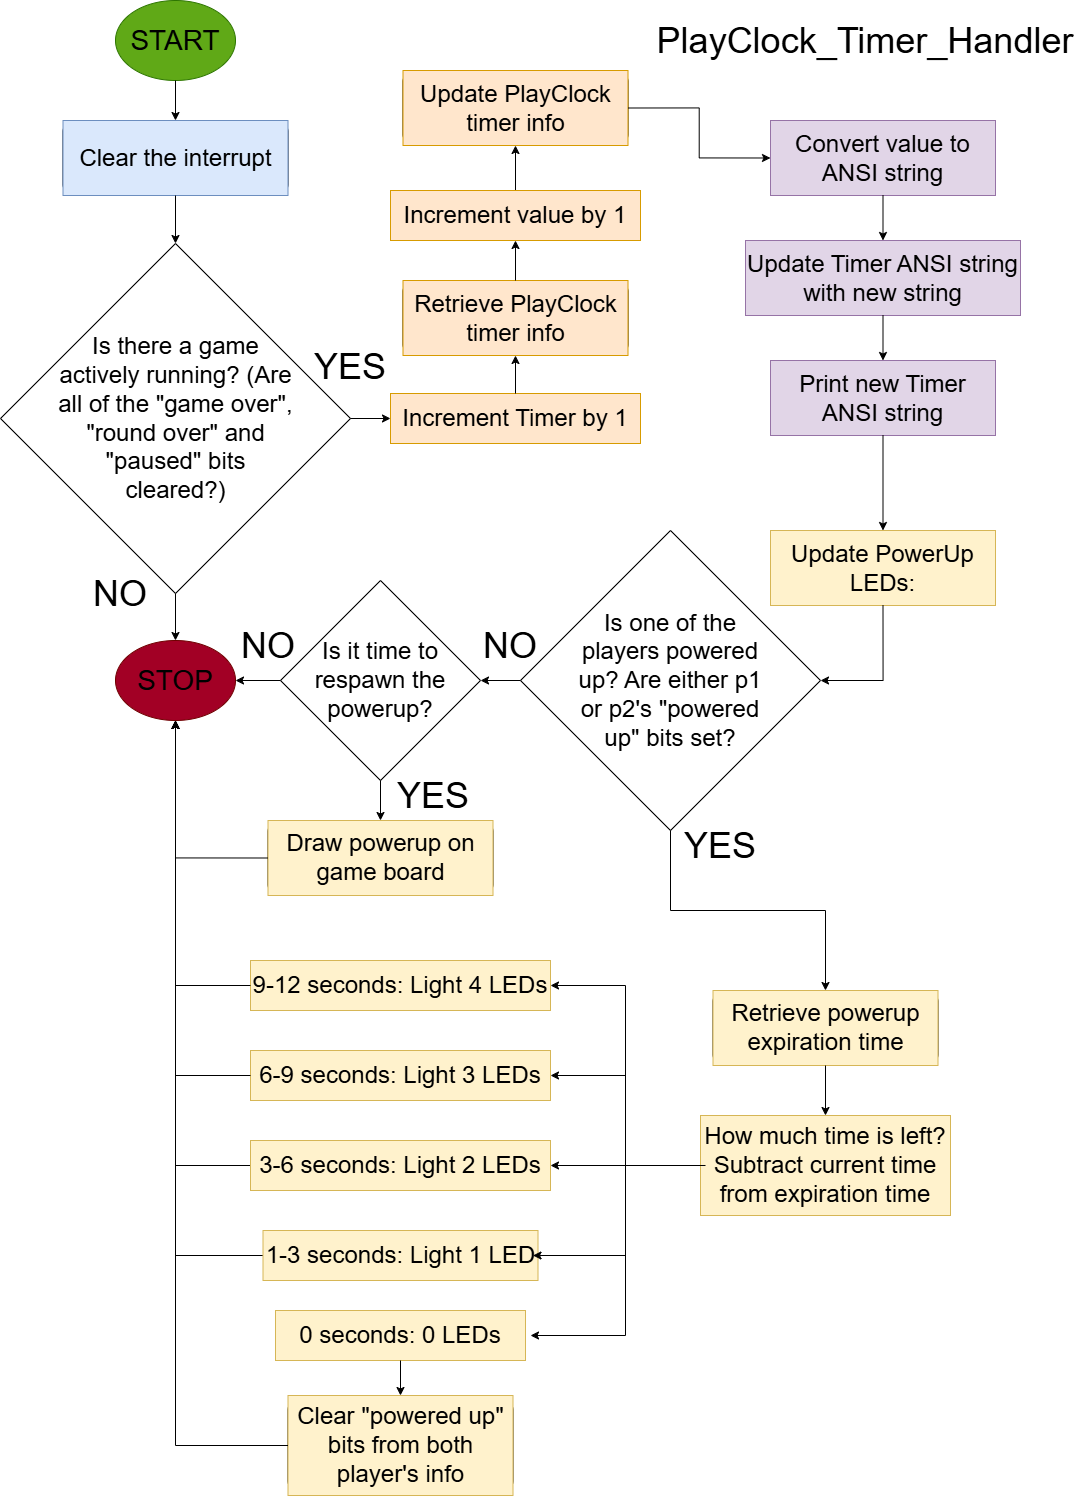 PlayClock_Timer_Handler
START
Clear the interrupt
Is there a game
actively running? (Are
all of the "game over",
"round over" and
"paused" bits
cleared?)
YES
NO
Increment Timer by 1
Retrieve PlayClock
timer info
Increment value by 1
Update PlayClock
timer info
Convert value to
ANSI string
Update Timer ANSI string
with new string
Print new Timer
ANSI string
Update PowerUp
LEDs:
Is one of the
players powered
up? Are either p1
or p2's "powered
up" bits set?
NO
YES
Is it time to
respawn the
powerup?
NO
YES
STOP
Draw powerup on
game board
Retrieve powerup
expiration time
How much time is left?
Subtract current time
from expiration time
9-12 seconds: Light 4 LEDs
6-9 seconds: Light 3 LEDs
3-6 seconds: Light 2 LEDs
1-3 seconds: Light 1 LED
0 seconds: 0 LEDs
Clear "powered up"
bits from both
player's info